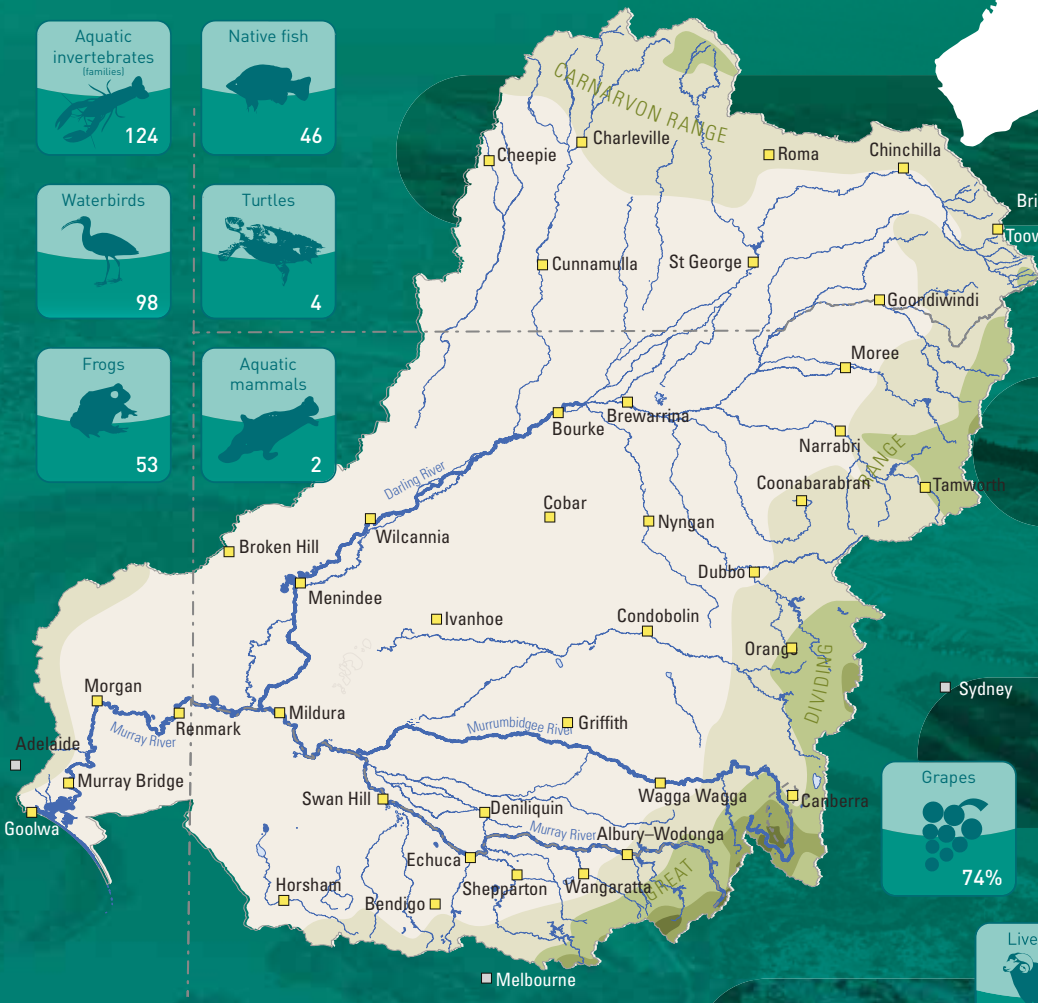 Aquatic
invertebrates
(families)
124
Native fish
46
Waterbirds
98
Turtles
4
Frogs
53
Aquatic
mammals
2
CARNARVON RANGE
Cheepie
Charleville
Roma
Chinchilla
Bri
Toow
Cunnamulla
St George
Goondiwindi
Moree
Bourke
Brewarrina
Narrabri
RANGE
Darling River
Coonabarabran
Tamworth
Cobar
Nyngan
Wilcannia
Broken Hill
Dubbo
Menindee
Ivanhoe
Condobolin
Orange
DIVIDING
Sydney
Morgan
Mildura
Griffith
Murrumbidgee River
Renmark
Murray River
Adelaide
Murray Bridge
Swan Hill
Deniliquin
Wagga Wagga
Canberra
Grapes
74%
Goolwa
Murray River
Albury–Wodonga
Echuca
Shepparton
Wangaratta
GREAT
Horsham
Bendigo
Live
Melbourne